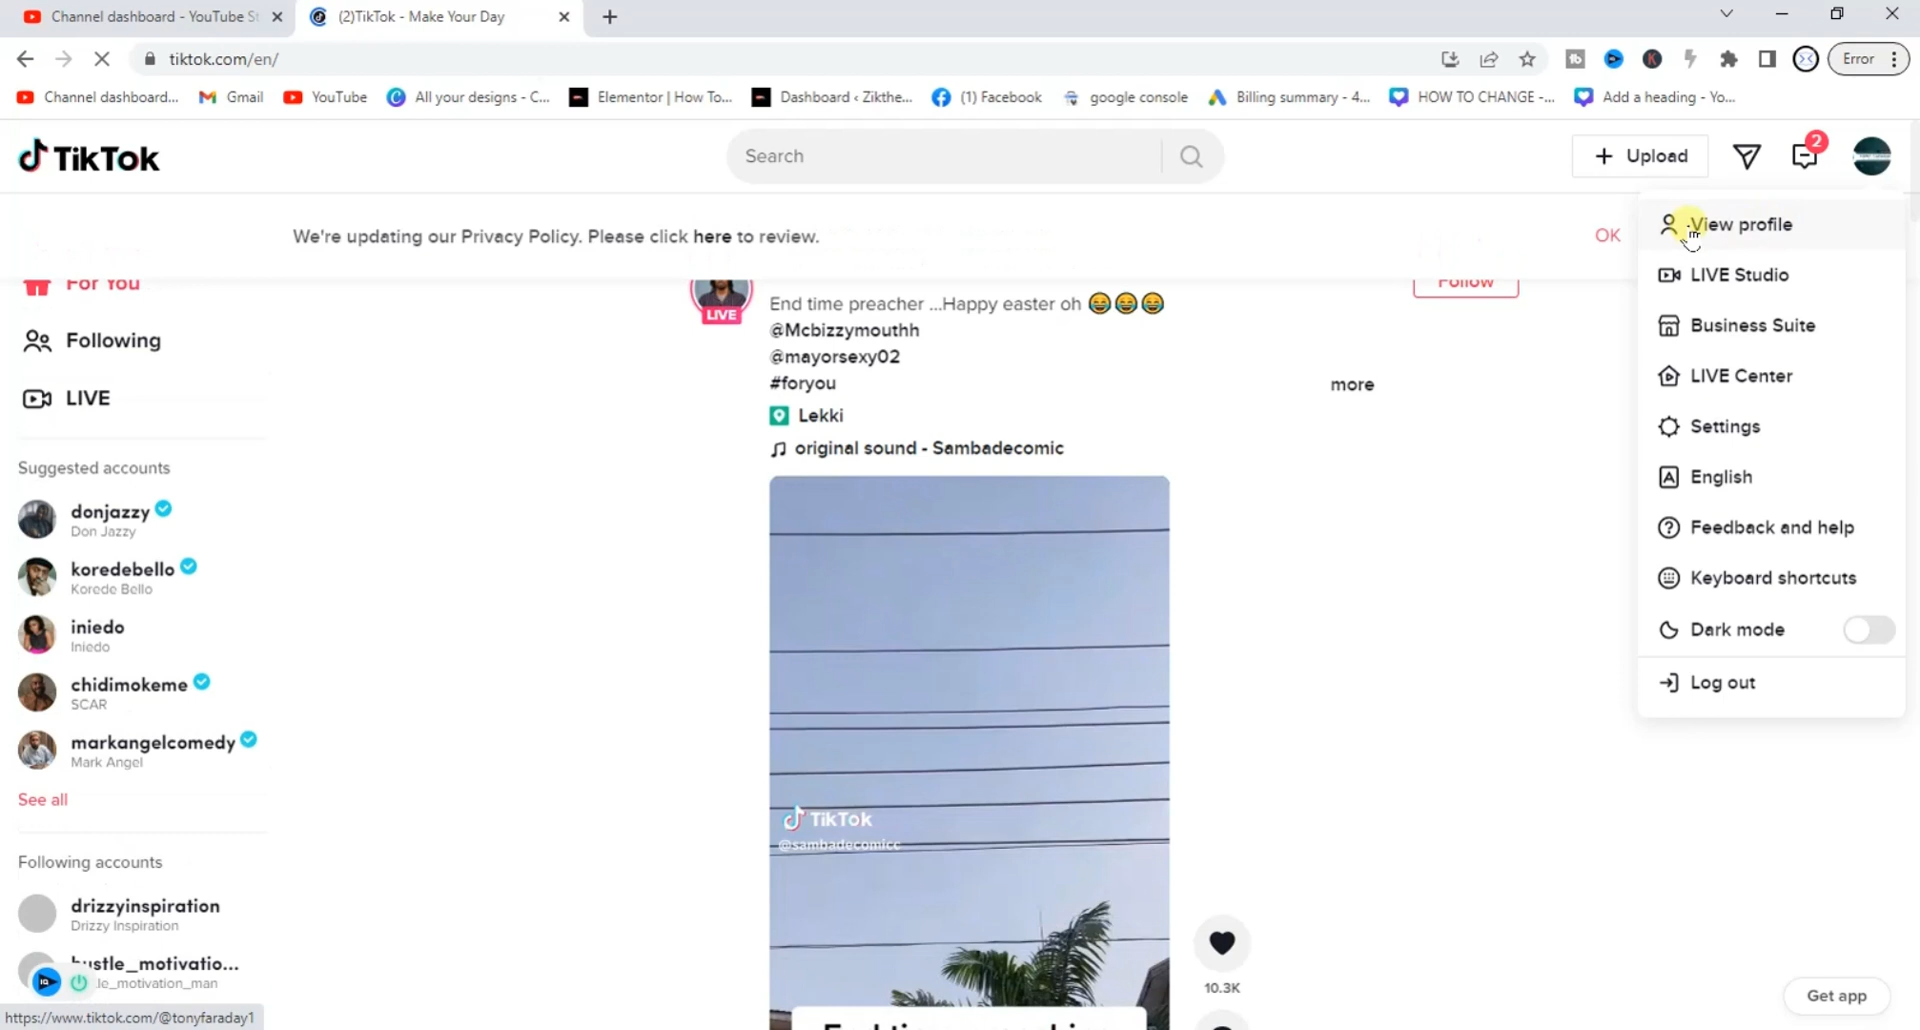 Channel dashboard - YouTube St
(2)TikTok - Make Your Day
tiktok.com/en/
Error
Channel dashboard...
Gmail
YouTube
All your designs - C...
Elementor | How To...
Dashboard ‹ Zikthe...
(1) Facebook
google console
Billing summary - 4...
HOW TO CHANGE -...
Add a heading - Yo...
TikTok
Search
+ Upload
2
We're updating our Privacy Policy. Please click here to review.
OK
View profile
LIVE Studio
Business Suite
LIVE Center
Settings
English
Feedback and help
Keyboard shortcuts
Dark mode
Log out
For You
Following
LIVE
Suggested accounts
donjazzy
Don Jazzy
koredebello
Korede Bello
iniedo
Iniedo
chidimokeme
SCAR
markangelcomedy
Mark Angel
See all
Following accounts
drizzyinspiration
Drizzy Inspiration
hustle_motivatio...
le_motivation_man
https://www.tiktok.com/@tonyfaraday1
LIVE
End time preacher ...Happy easter oh 😂😂😂
@Mcbizzymouthh
@mayorsexy02
#foryou
more
Lekki
original sound - Sambadecomic
Follow
TikTok
@sambadecomicc
10.3K
Get app